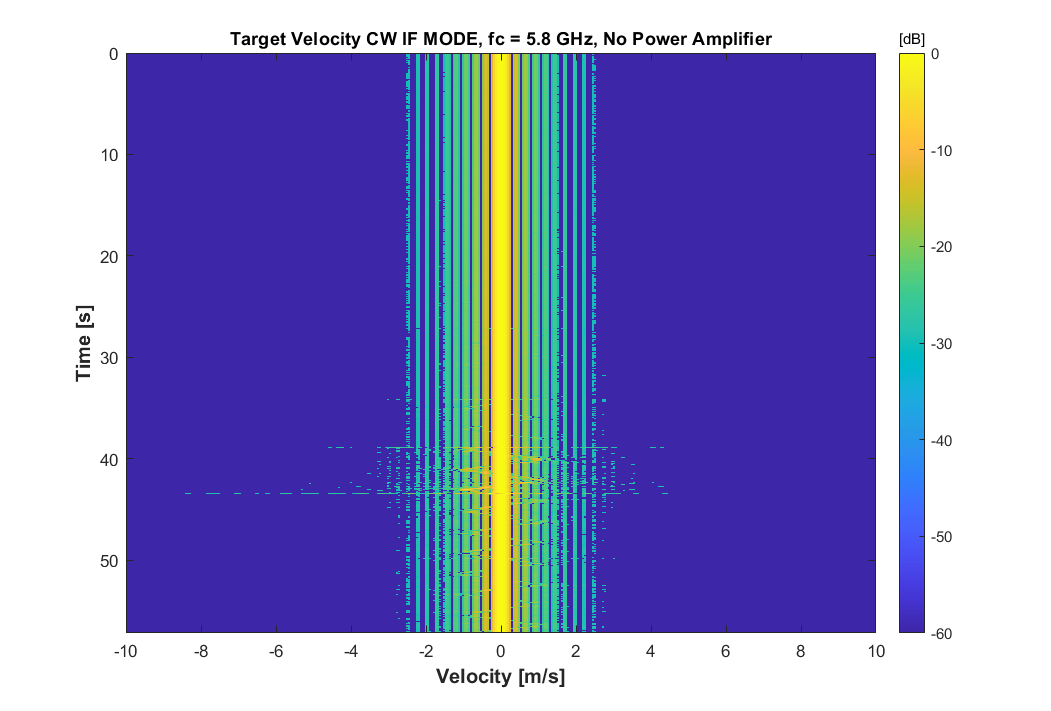 Target Velocity CW IF MODE, fc = 5.8 GHz, No Power Amplifier
[dB]
0
10
20
30
40
50
Time [s]
-10 -8 -6 -4 -2 0 2 4 6 8 10
Velocity [m/s]
0
-10
-20
-30
-40
-50
-60